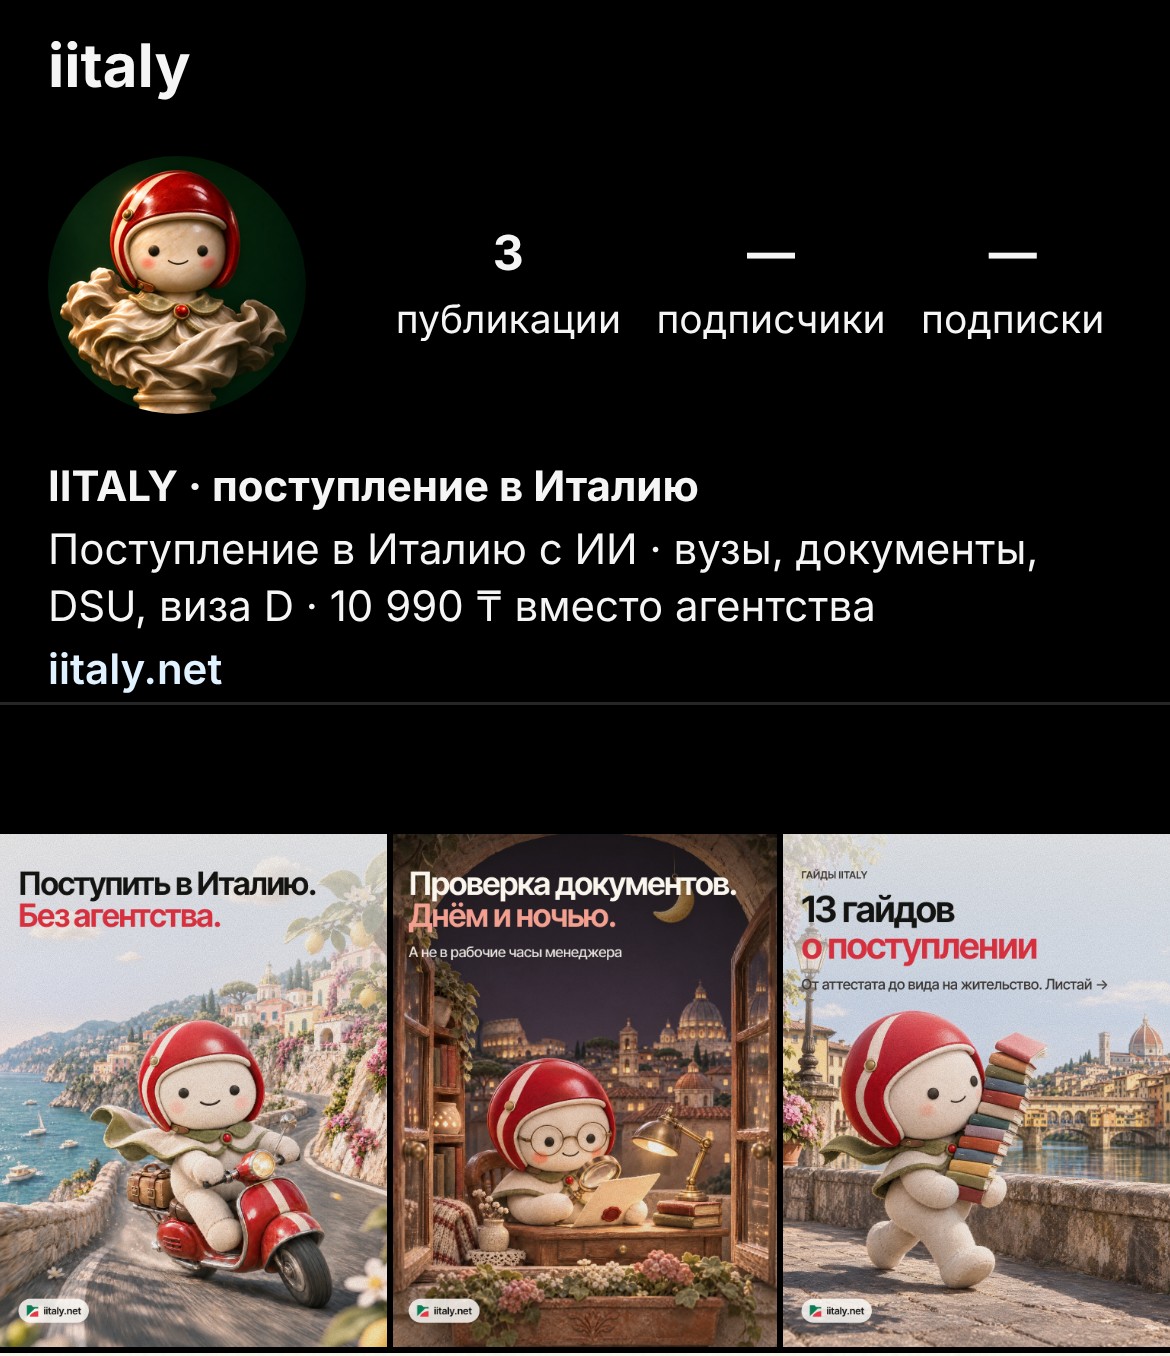 iitaly
3 — —
публикации подписчики подписки
IITALY · поступление в Италию
Поступление в Италию с ИИ · вузы, документы,
DSU, виза D · 10 990 ₸ вместо агентства
iitaly.net
Поступить в Италию.
Без агентства.
iitaly.net
Проверка документов.
Днём и ночью.
А не в рабочие часы менеджера
iitaly.net
ГАЙДЫ IITALY
13 гайдов
о поступлении
От аттестата до вида на жительство. Листай →
iitaly.net